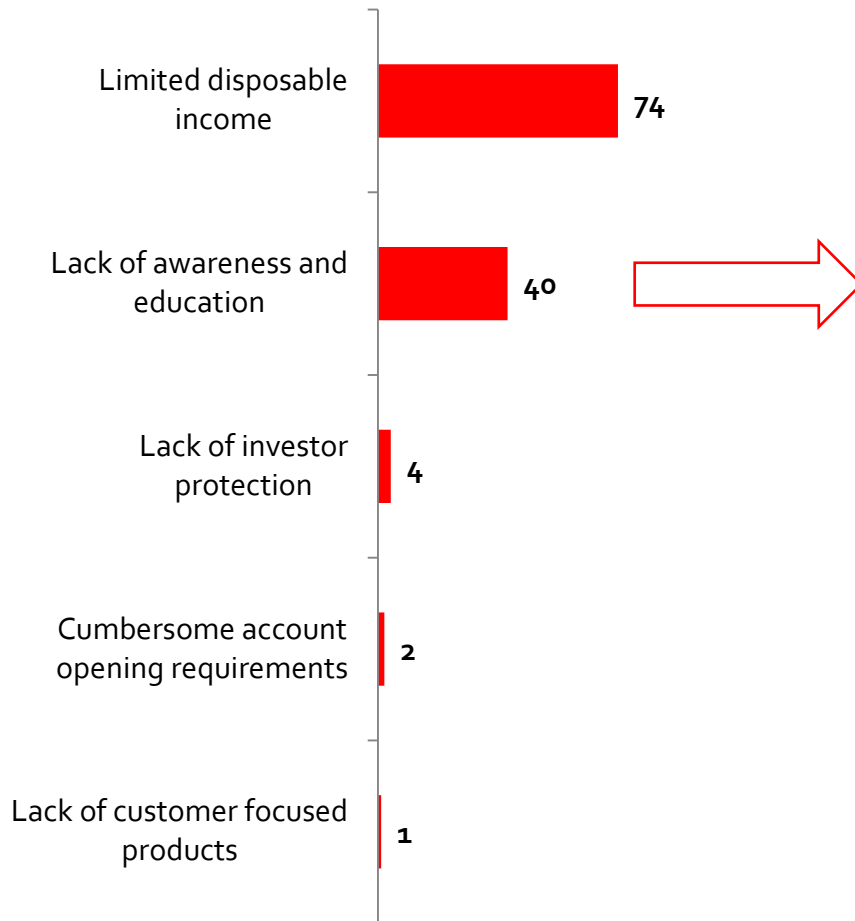 Limited disposable
income
74
Lack of awareness and
education
40
Lack of investor
protection
4
Cumbersome account
opening requirements
2
Lack of customer focused
products
1